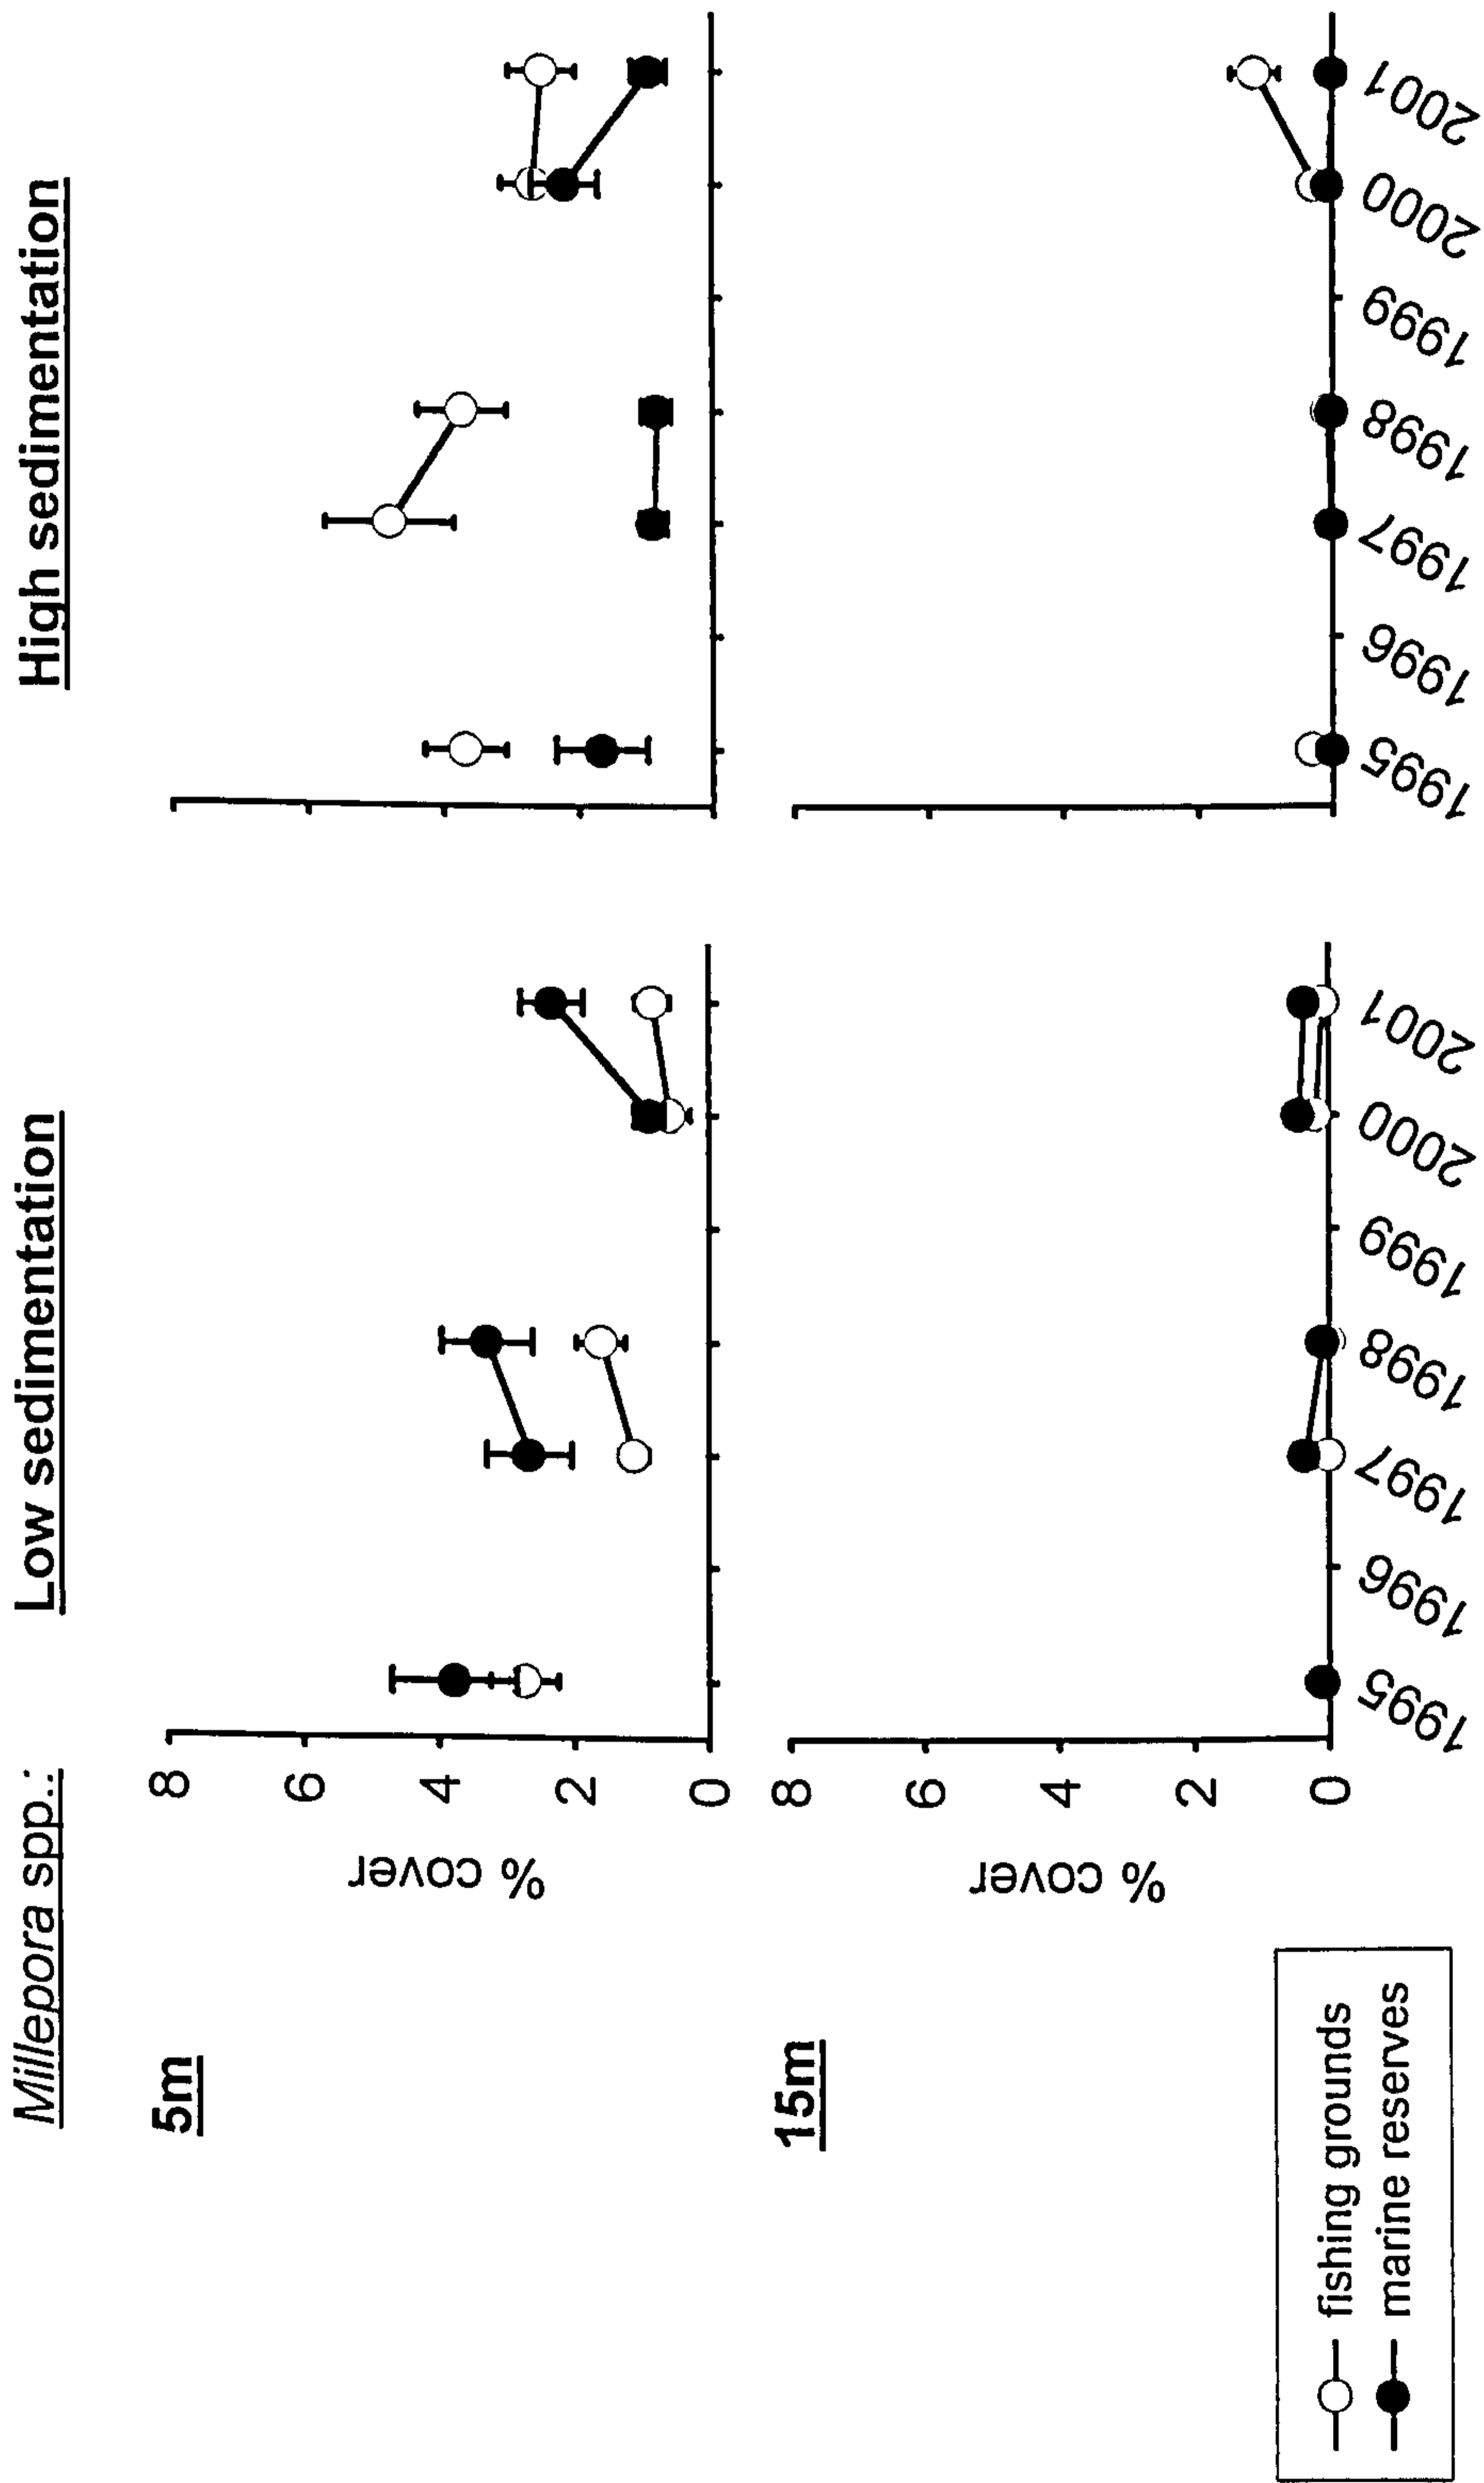 Millepora spp.:
Low sedimentation
High sedimentation
5m
% cover
8
6
4
2
0
15m
% cover
8
6
4
2
0
1995
1996
1997
1998
1999
2000
2001
1995
1996
1997
1998
1999
2000
2001
fishing grounds
marine reserves